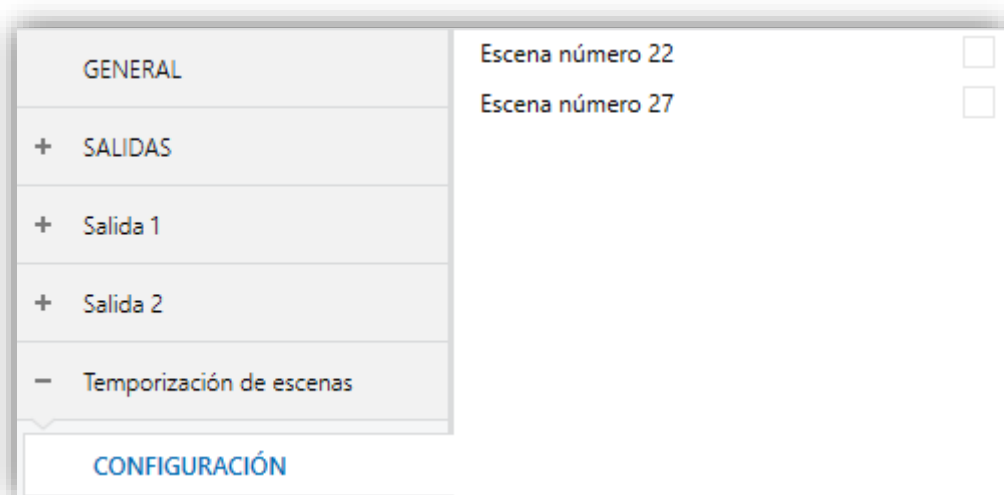 GENERAL
+ SALIDAS
+ Salida 1
+ Salida 2
− Temporización de escenas
CONFIGURACIÓN
Escena número 22
Escena número 27